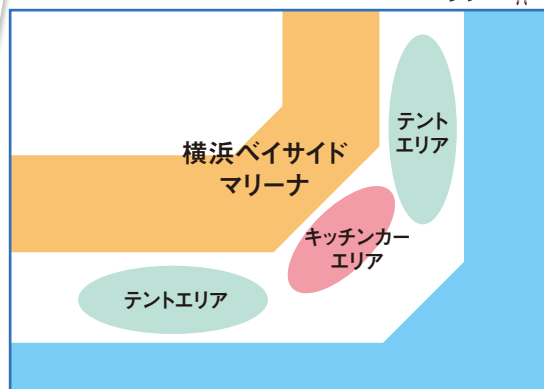 テント
エリア
横浜ベイサイド
マリーナ
キッチンカー
エリア
テントエリア